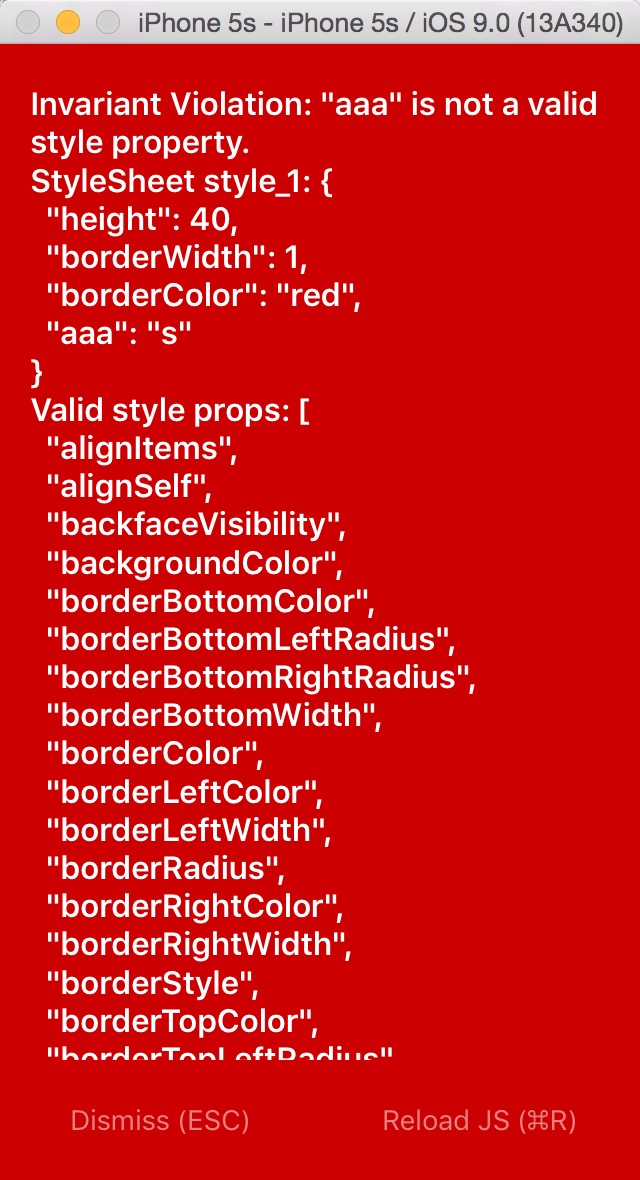 iPhone 5s - iPhone 5s / iOS 9.0 (13A340)
Invariant Violation: "aaa" is not a valid
style property.
StyleSheet style_1: {
"height": 40,
"borderWidth": 1,
"borderColor": "red",
"aaa": "s"
}
Valid style props: [
"alignItems",
"alignSelf",
"backfaceVisibility",
"backgroundColor",
"borderBottomColor",
"borderBottomLeftRadius",
"borderBottomRightRadius",
"borderBottomWidth",
"borderColor",
"borderLeftColor",
"borderLeftWidth",
"borderRadius",
"borderRightColor",
"borderRightWidth",
"borderStyle",
"borderTopColor",
"borderTopLeftRadius"
Dismiss (ESC)
Reload JS (⌘R)